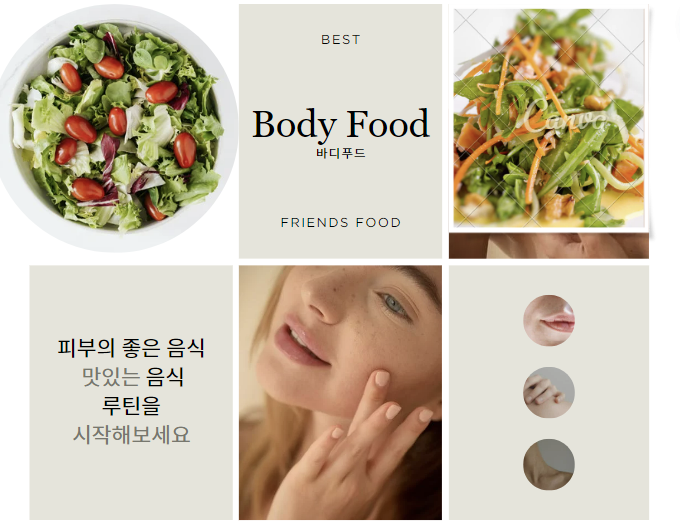 BEST
Body Food
바디푸드
FRIENDS FOOD
Canva
피부의 좋은 음식
맛있는 음식
루틴을
시작해보세요